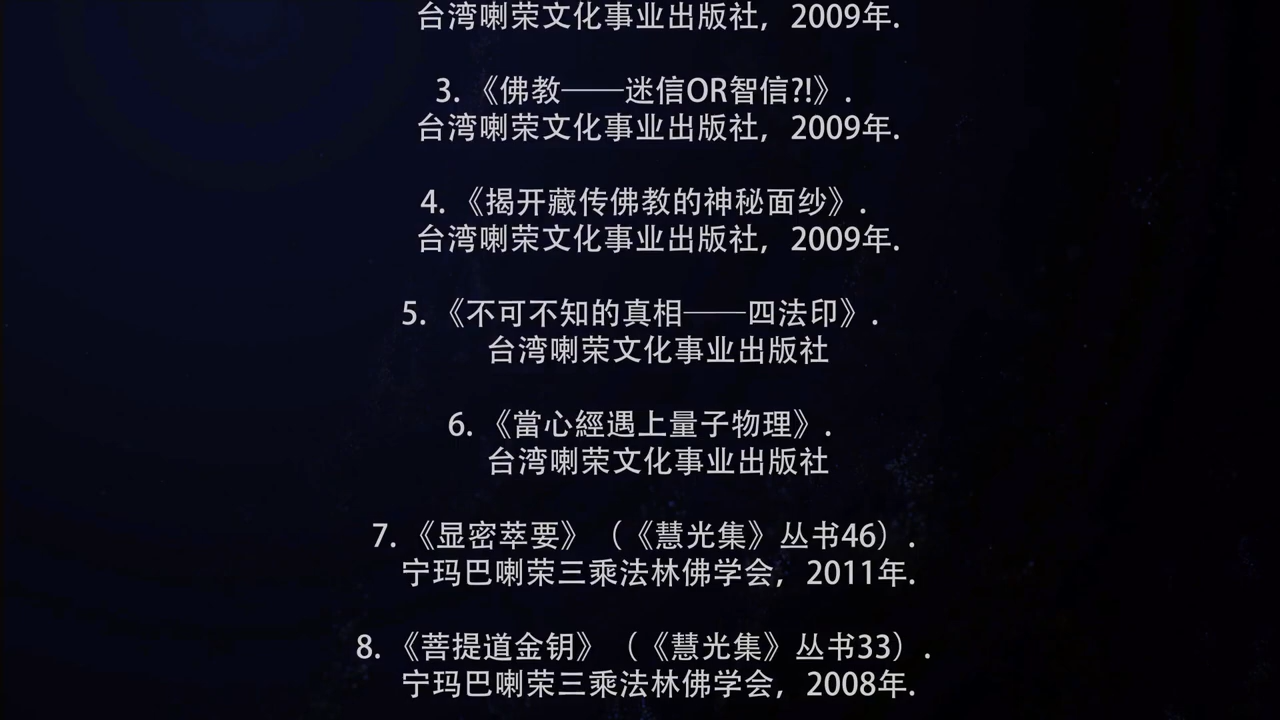 台湾喇荣文化事业出版社，2009年.
3. 《佛教——迷信OR智信?!》.
台湾喇荣文化事业出版社，2009年.
4. 《揭开藏传佛教的神秘面纱》.
台湾喇荣文化事业出版社，2009年.
5. 《不可不知的真相——四法印》.
台湾喇荣文化事业出版社
6. 《當心經遇上量子物理》.
台湾喇荣文化事业出版社
7. 《显密萃要》（《慧光集》丛书46）.
宁玛巴喇荣三乘法林佛学会，2011年.
8. 《菩提道金钥》（《慧光集》丛书33）.
宁玛巴喇荣三乘法林佛学会，2008年.